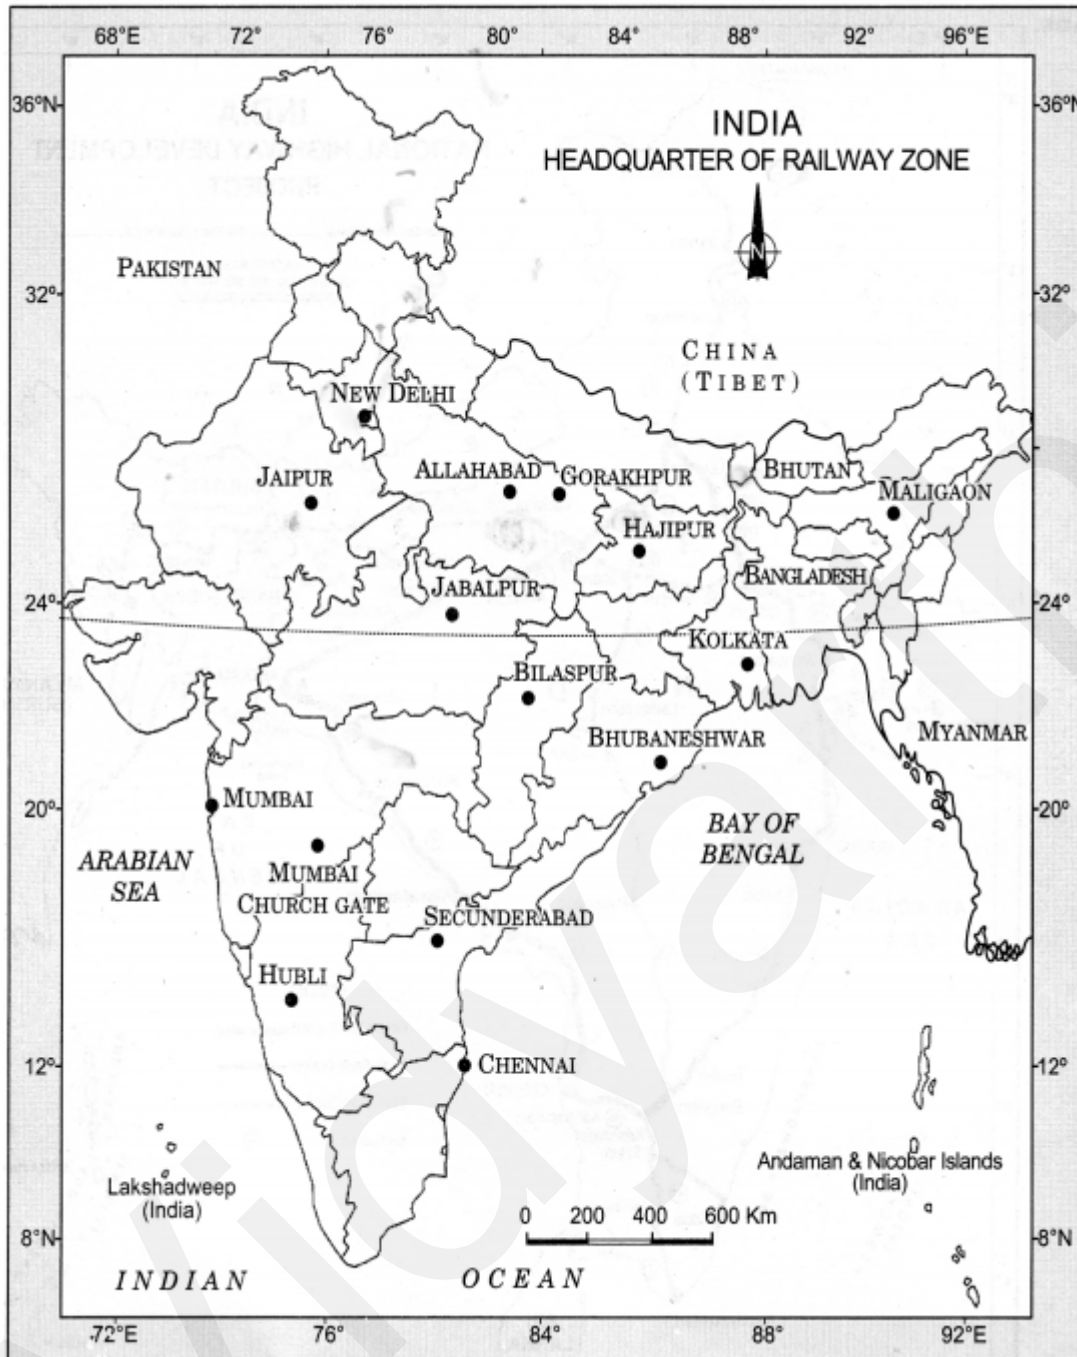 68°E 72° 76° 80° 84° 88° 92° 96°
36°N 36°N
INDIA
HEADQUARTER OF RAILWAY ZONE
N
PAKISTAN
32° 32°
CHINA
(TIBET)
NEW DELHI
JAIPUR
ALLAHABAD
GORAKHPUR
BHUTAN
MALIGAON
HAJIPUR
JABALPUR
BANGLADESH
24° 24°
KOLKATA
BILASPUR
BHUBANESHWAR
MYANMAR
MUMBAI
20° 20°
BAY OF
BENGAL
ARABIAN
SEA
MUMBAI
CHURCH GATE
SECUNDERABAD
HUBLI
12° 12°
CHENNAI
Andaman & Nicobar Islands
(India)
Lakshadweep
(India)
0 200 400 600 Km
8°N 8°N
INDIAN OCEAN
72°E 76° 84° 88° 92°E